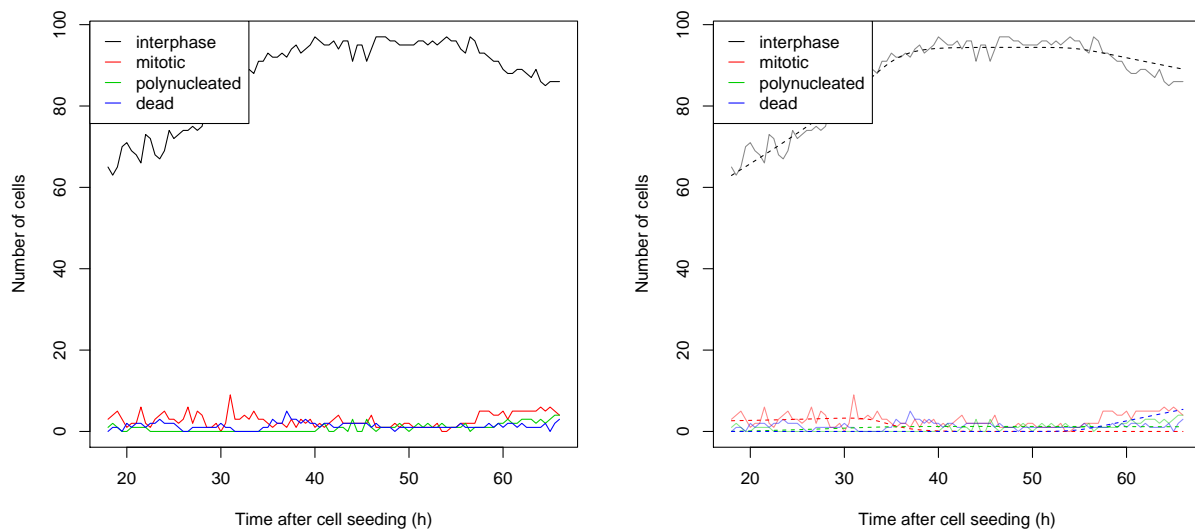 Number of cells
100
80
60
40
20
0
interphase
mitotic
polynucleated
dead
20 30 40 50 60
Time after cell seeding (h)
Number of cells
100
80
60
40
20
0
interphase
mitotic
polynucleated
dead
20 30 40 50 60
Time after cell seeding (h)